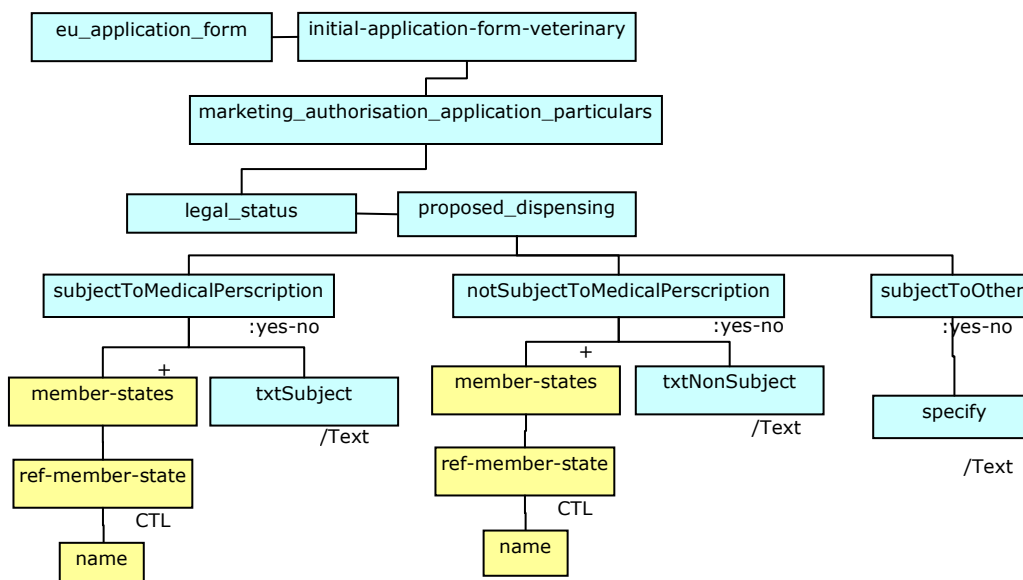 eu_application_form
initial-application-form-veterinary
marketing_authorisation_application_particulars
legal_status
proposed_dispensing
subjectToMedicalPerscription
notSubjectToMedicalPerscription
subjectToOther
:yes-no
:yes-no
:yes-no
+
+
member-states
txtSubject
member-states
txtNonSubject
specify
/Text
/Text
/Text
ref-member-state
ref-member-state
CTL
CTL
name
name